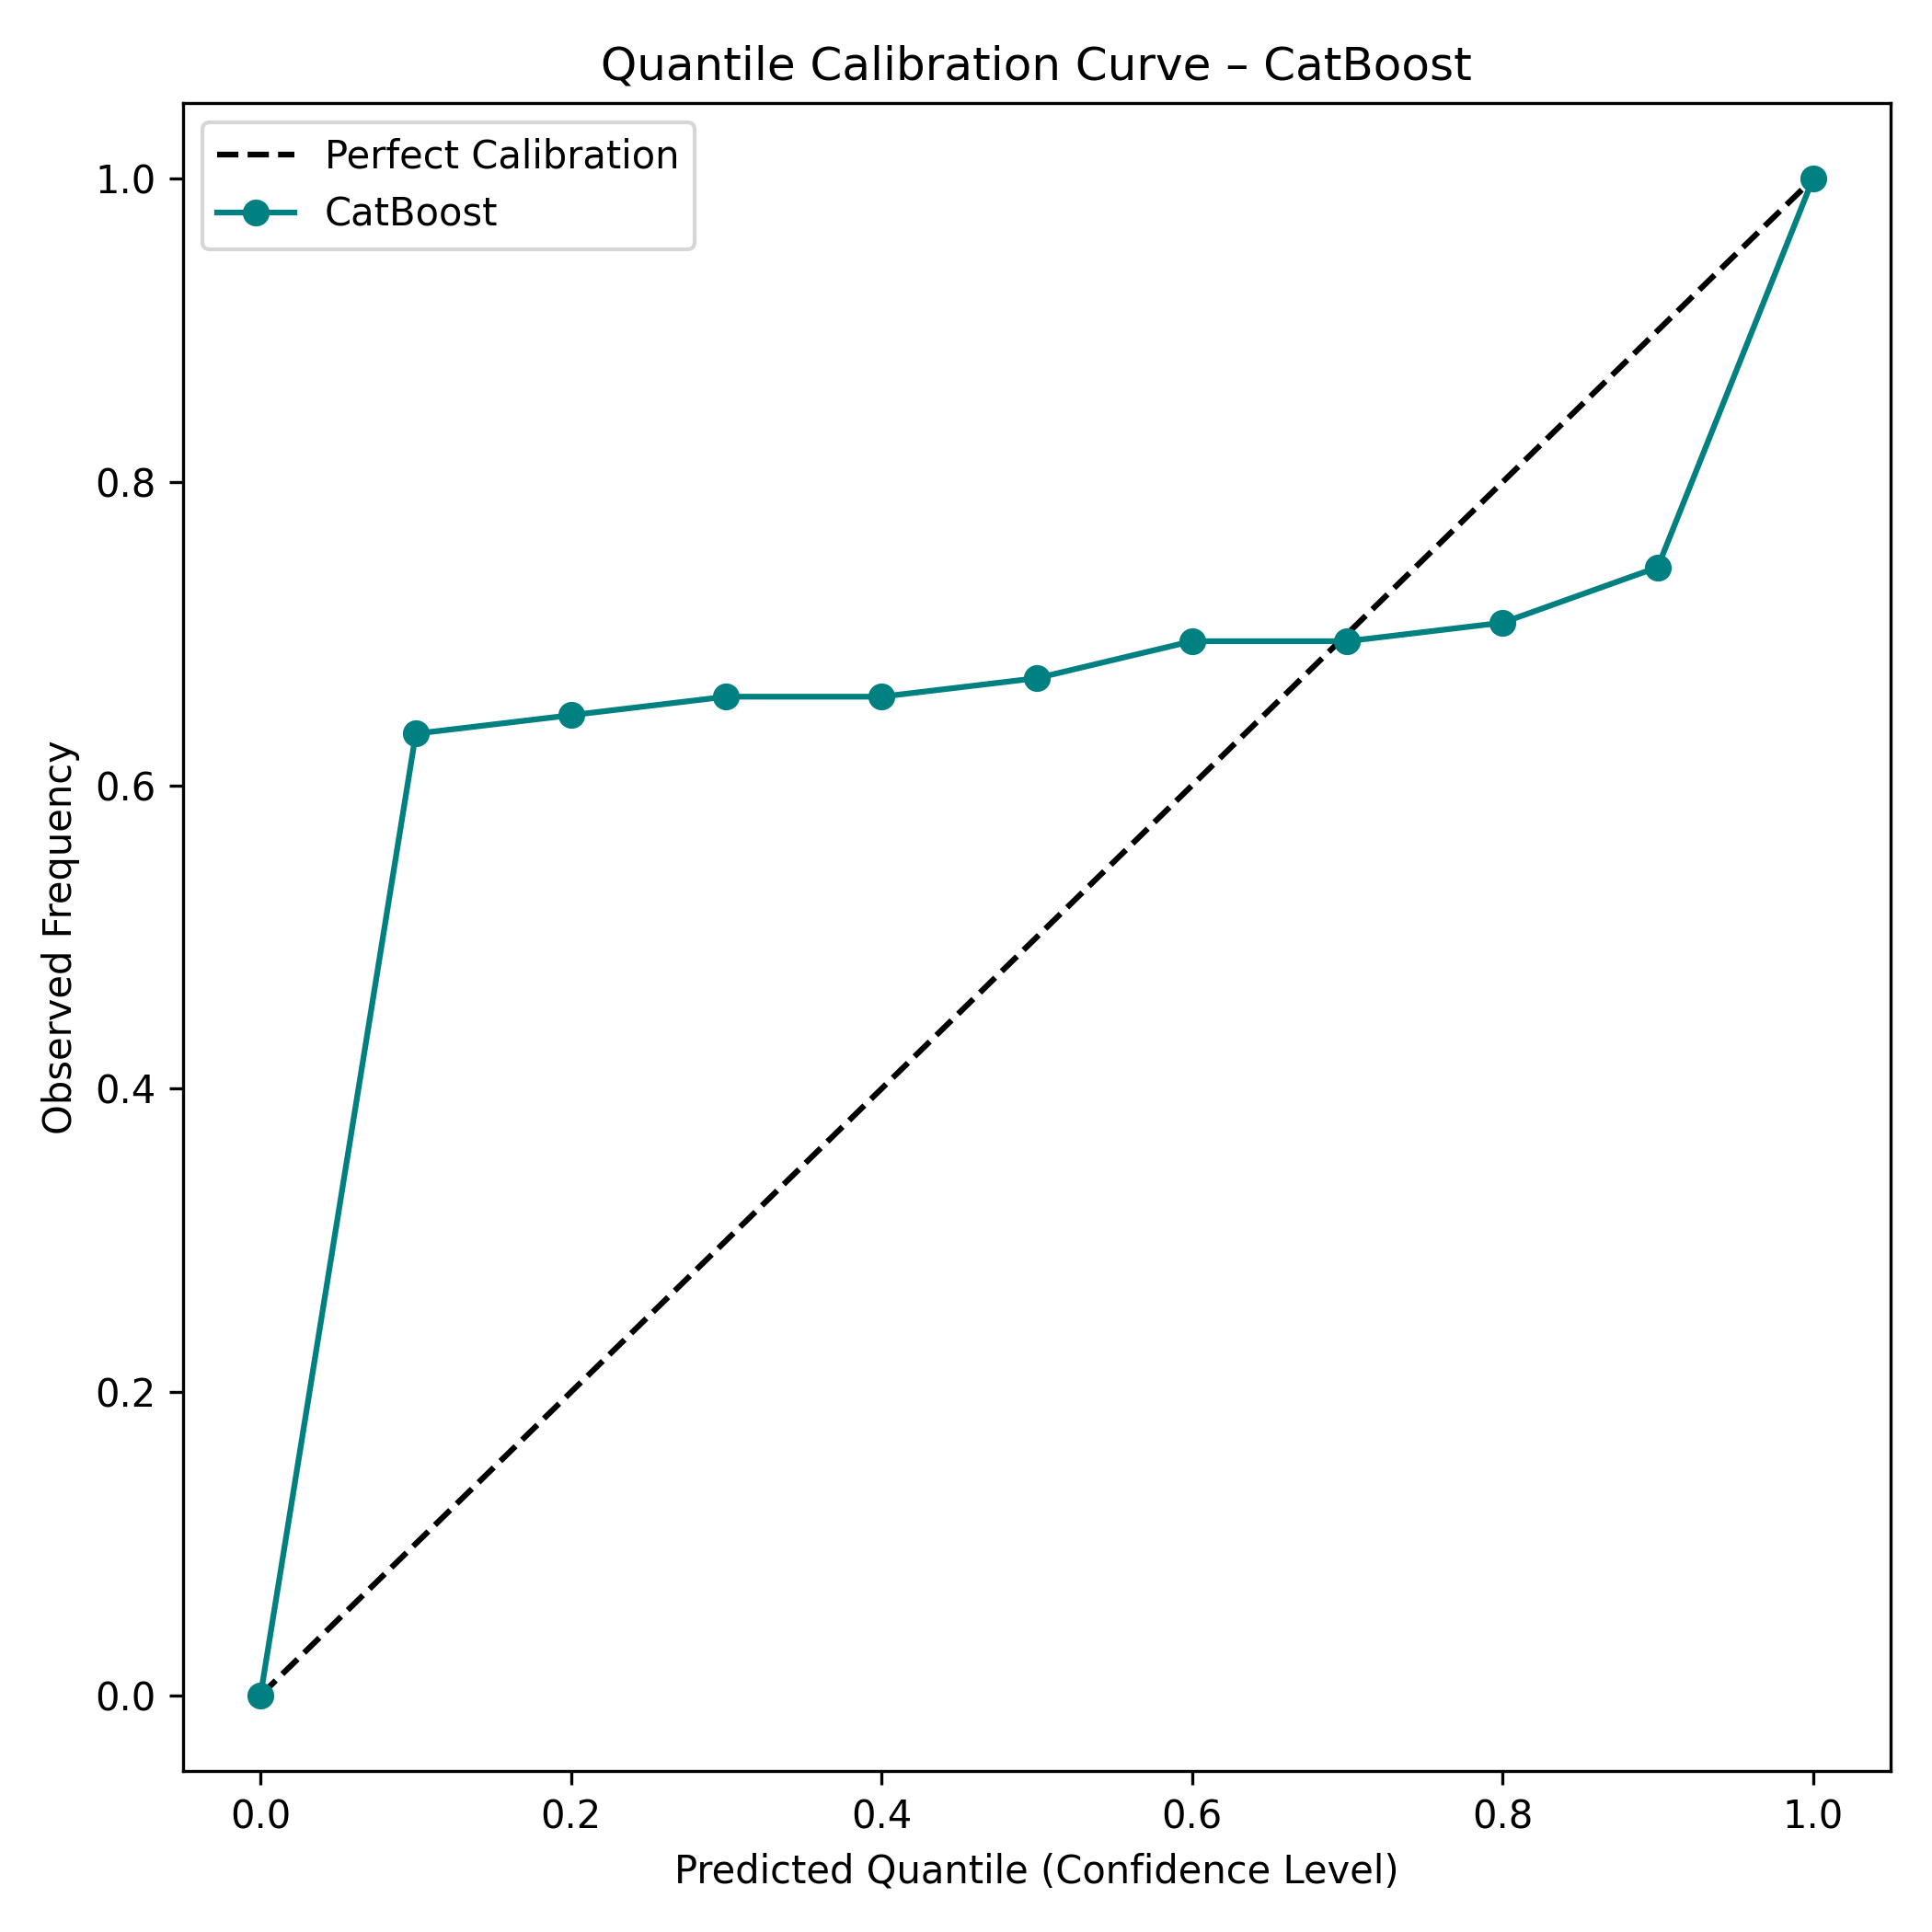 Quantile Calibration Curve – CatBoost
Perfect Calibration
CatBoost
1.0
0.8
0.6
0.4
0.2
0.0
Observed Frequency
0.0 0.2 0.4 0.6 0.8 1.0
Predicted Quantile (Confidence Level)